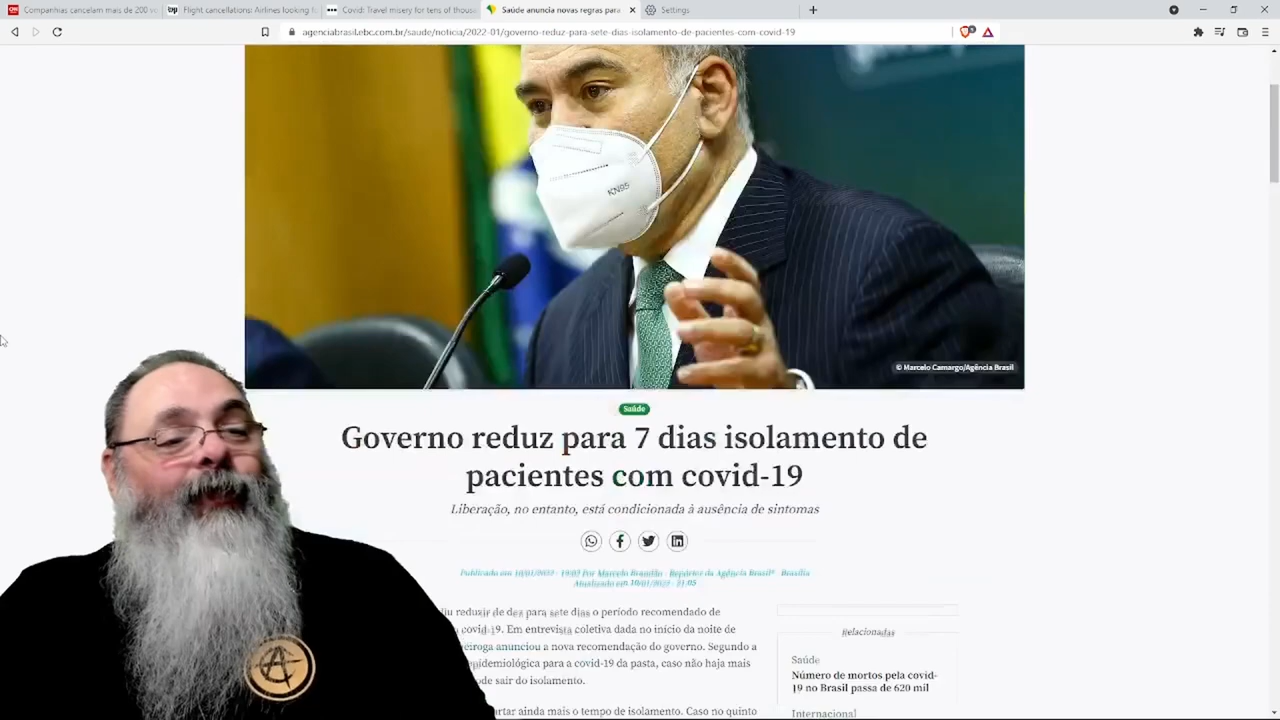 Companhias cancelam mais de 200 vo
Flight cancellations: Airlines looking fo
Covid: Travel misery for tens of thous
Saúde anuncia novas regras para
Settings
agenciabrasil.ebc.com.br/saude/noticia/2022-01/governo-reduz-para-sete-dias-isolamento-de-pacientes-com-covid-19
KN95
© Marcelo Camargo/Agência Brasil
Saúde
Governo reduz para 7 dias isolamento de
pacientes com covid-19
Liberação, no entanto, está condicionada à ausência de sintomas
Publicado em 10/01/2022 - 19:02 Por Marcelo Brandão - Repórter da Agência Brasil* - Brasília
Atualizado em 10/01/2022 - 21:05
iu reduzir de dez para sete dias o período recomendado de
covid-19. Em entrevista coletiva dada no início da noite de
eiroga anunciou a nova recomendação do governo. Segundo a
pidemiológica para a covid-19 da pasta, caso não haja mais
ode sair do isolamento.
rtar ainda mais o tempo de isolamento. Caso no quinto
Relacionadas
Saúde
Número de mortos pela covid-
19 no Brasil passa de 620 mil
Internacional